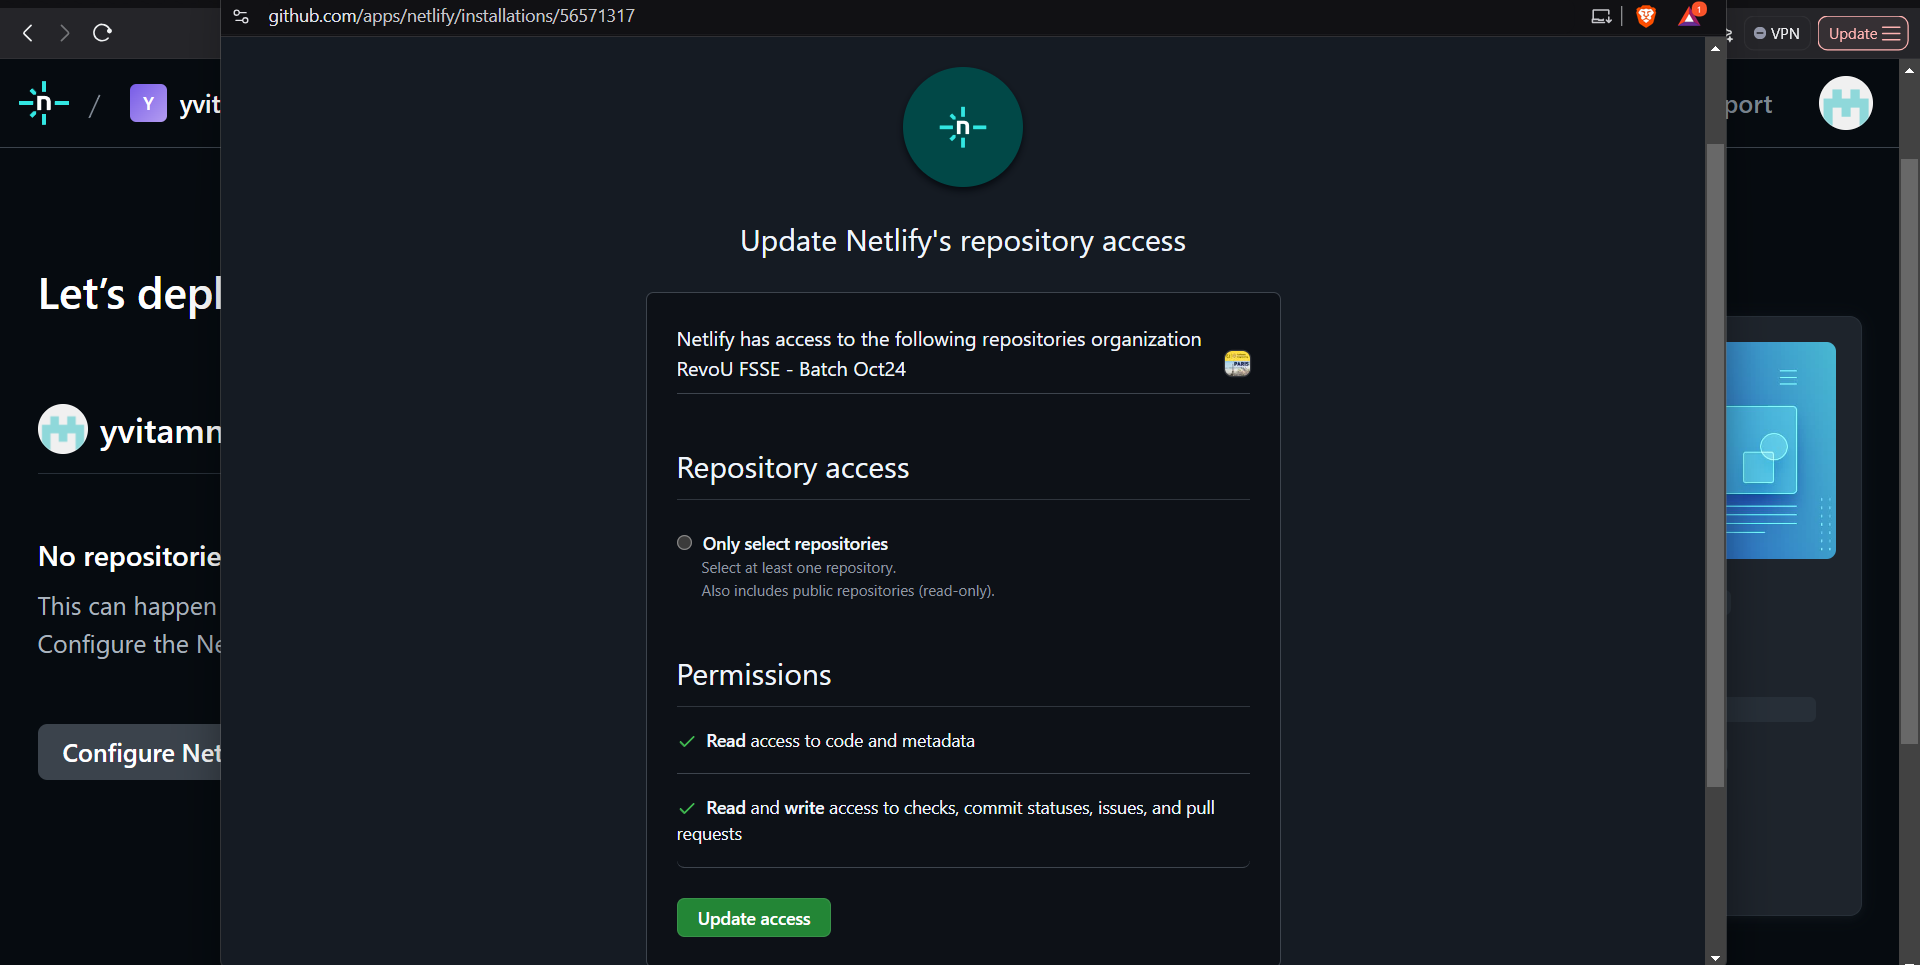 github.com/apps/netlify/installations/56571317
1
VPN
Update
n
/
Y
yvit
port
n
Update Netlify's repository access
Let's depl
Netlify has access to the following repositories organization
RevoU FSSE - Batch Oct24
PARIS
yvitamn
Repository access
Only select repositories
Select at least one repository.
Also includes public repositories (read-only).
No repositorie
This can happen
Configure the Ne
Permissions
Read access to code and metadata
Configure Net
Read and write access to checks, commit statuses, issues, and pull
requests
Update access